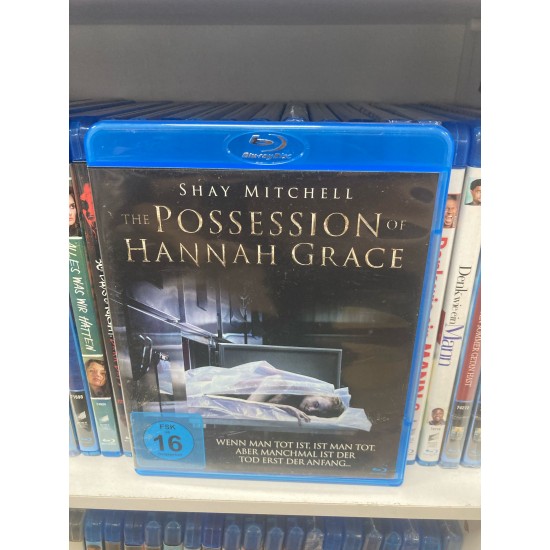 Blu-ray Disc
SHAY MITCHELL
THE POSSESSION OF
HANNAH GRACE
FSK
ab
16
WENN MAN TOT IST, IST MAN TOT.
ABER MANCHMAL IST DER
TOD ERST DER ANFANG...
ALLES WAS WIR HATTEN
Denk wie ein
Mann